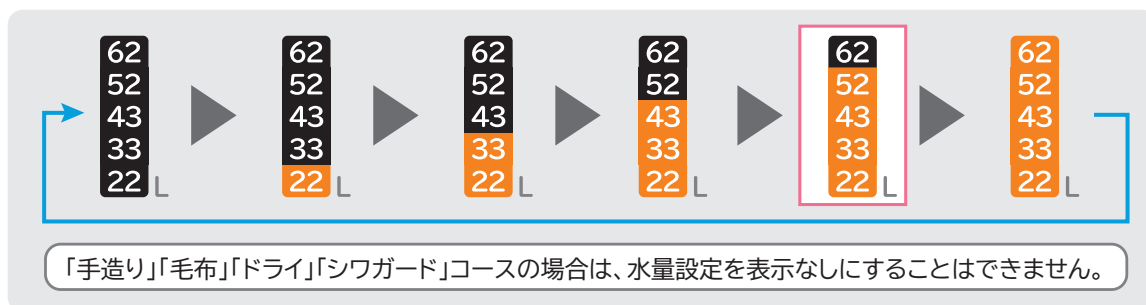 62 62 62 62 62 62
52 52 52 52 52 52
43 43 43 43 43 43
33 33 33 33 33 33
22 L 22 L 22 L 22 L 22 L 22 L
「手造り」「毛布」「ドライ」「シワガード」コースの場合は、水量設定を表示なしにすることはできません。